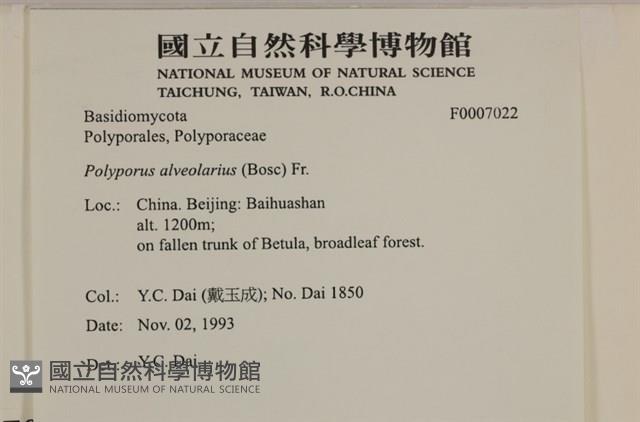 國立自然科學博物館
NATIONAL MUSEUM OF NATURAL SCIENCE
TAICHUNG, TAIWAN, R.O.CHINA
Basidiomycota F0007022
Polyporales, Polyporaceae
Polyporus alveolarius (Bosc) Fr.
Loc.: China. Beijing: Baihuashan
alt. 1200m;
on fallen trunk of Betula, broadleaf forest.
Col.: Y.C. Dai (戴玉成); No. Dai 1850
Date: Nov. 02, 1993
Y.C. Dai
國立自然科學博物館
NATIONAL MUSEUM OF NATURAL SCIENCE